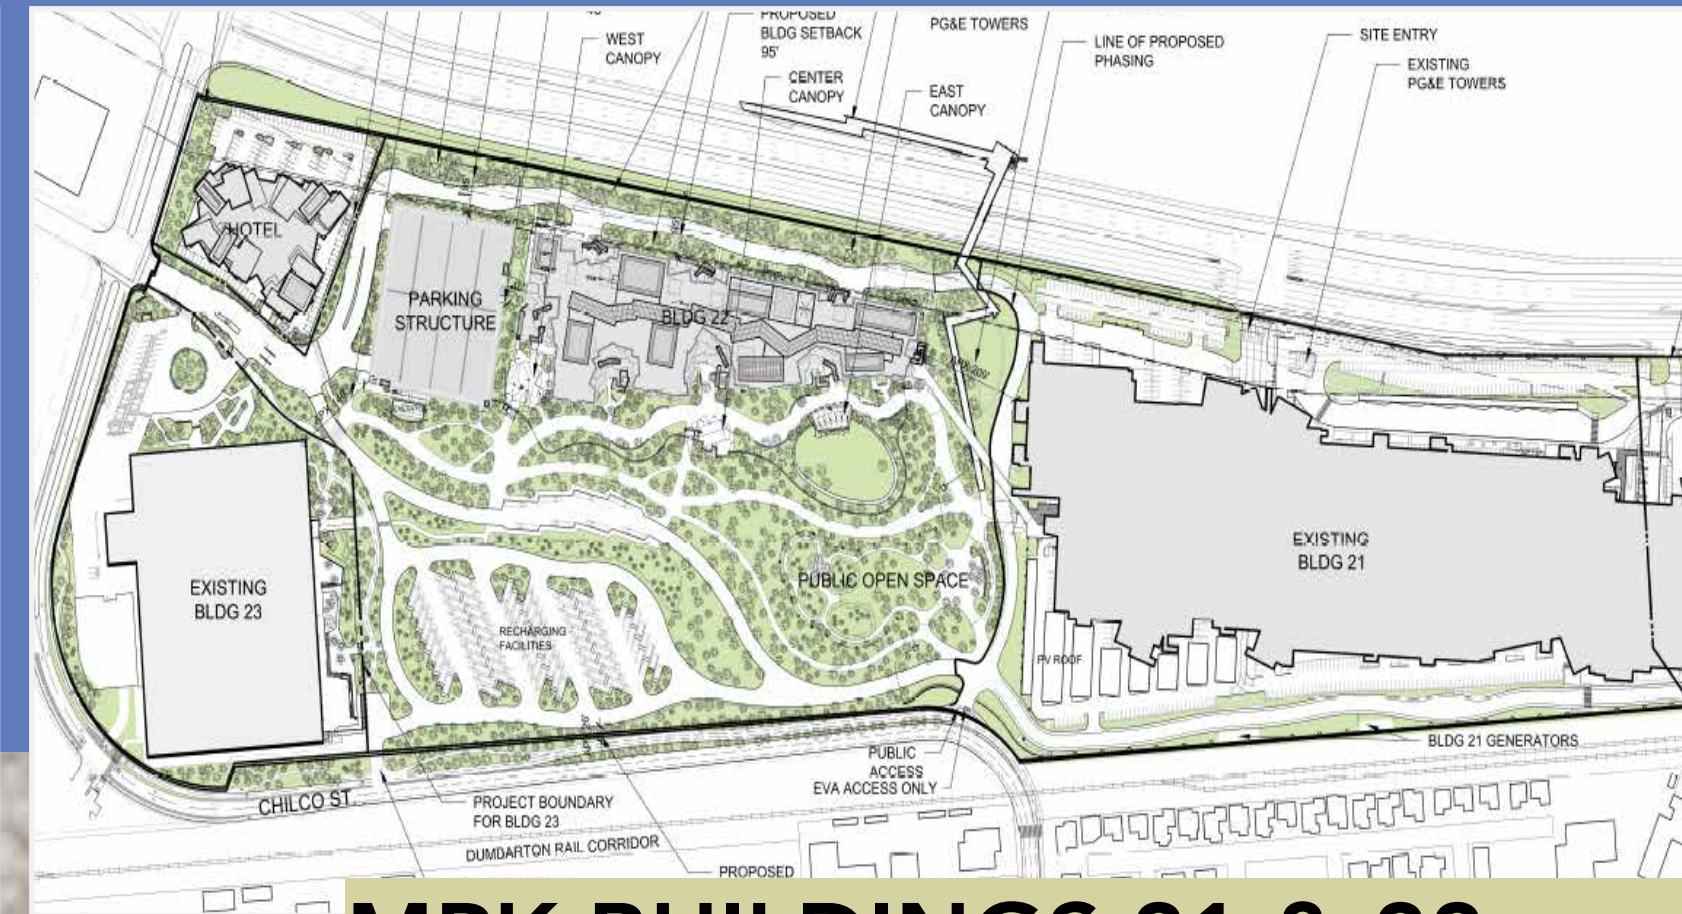 PROPOSED
BLDG SETBACK
95'
PG&E TOWERS
SITE ENTRY
WEST
CANOPY
LINE OF PROPOSED
PHASING
EXISTING
PG&E TOWERS
CENTER
CANOPY
EAST
CANOPY
HOTEL
PARKING
STRUCTURE
BLDG 22
EXISTING
BLDG 21
EXISTING
BLDG 23
PUBLIC OPEN SPACE
RECHARGING
FACILITIES
PV ROOF
BLDG 21 GENERATORS
PUBLIC
ACCESS
EVA ACCESS ONLY
CHILCO ST.
PROJECT BOUNDARY
FOR BLDG 23
DUMDARTON RAIL CORRIDOR
PROPOSED